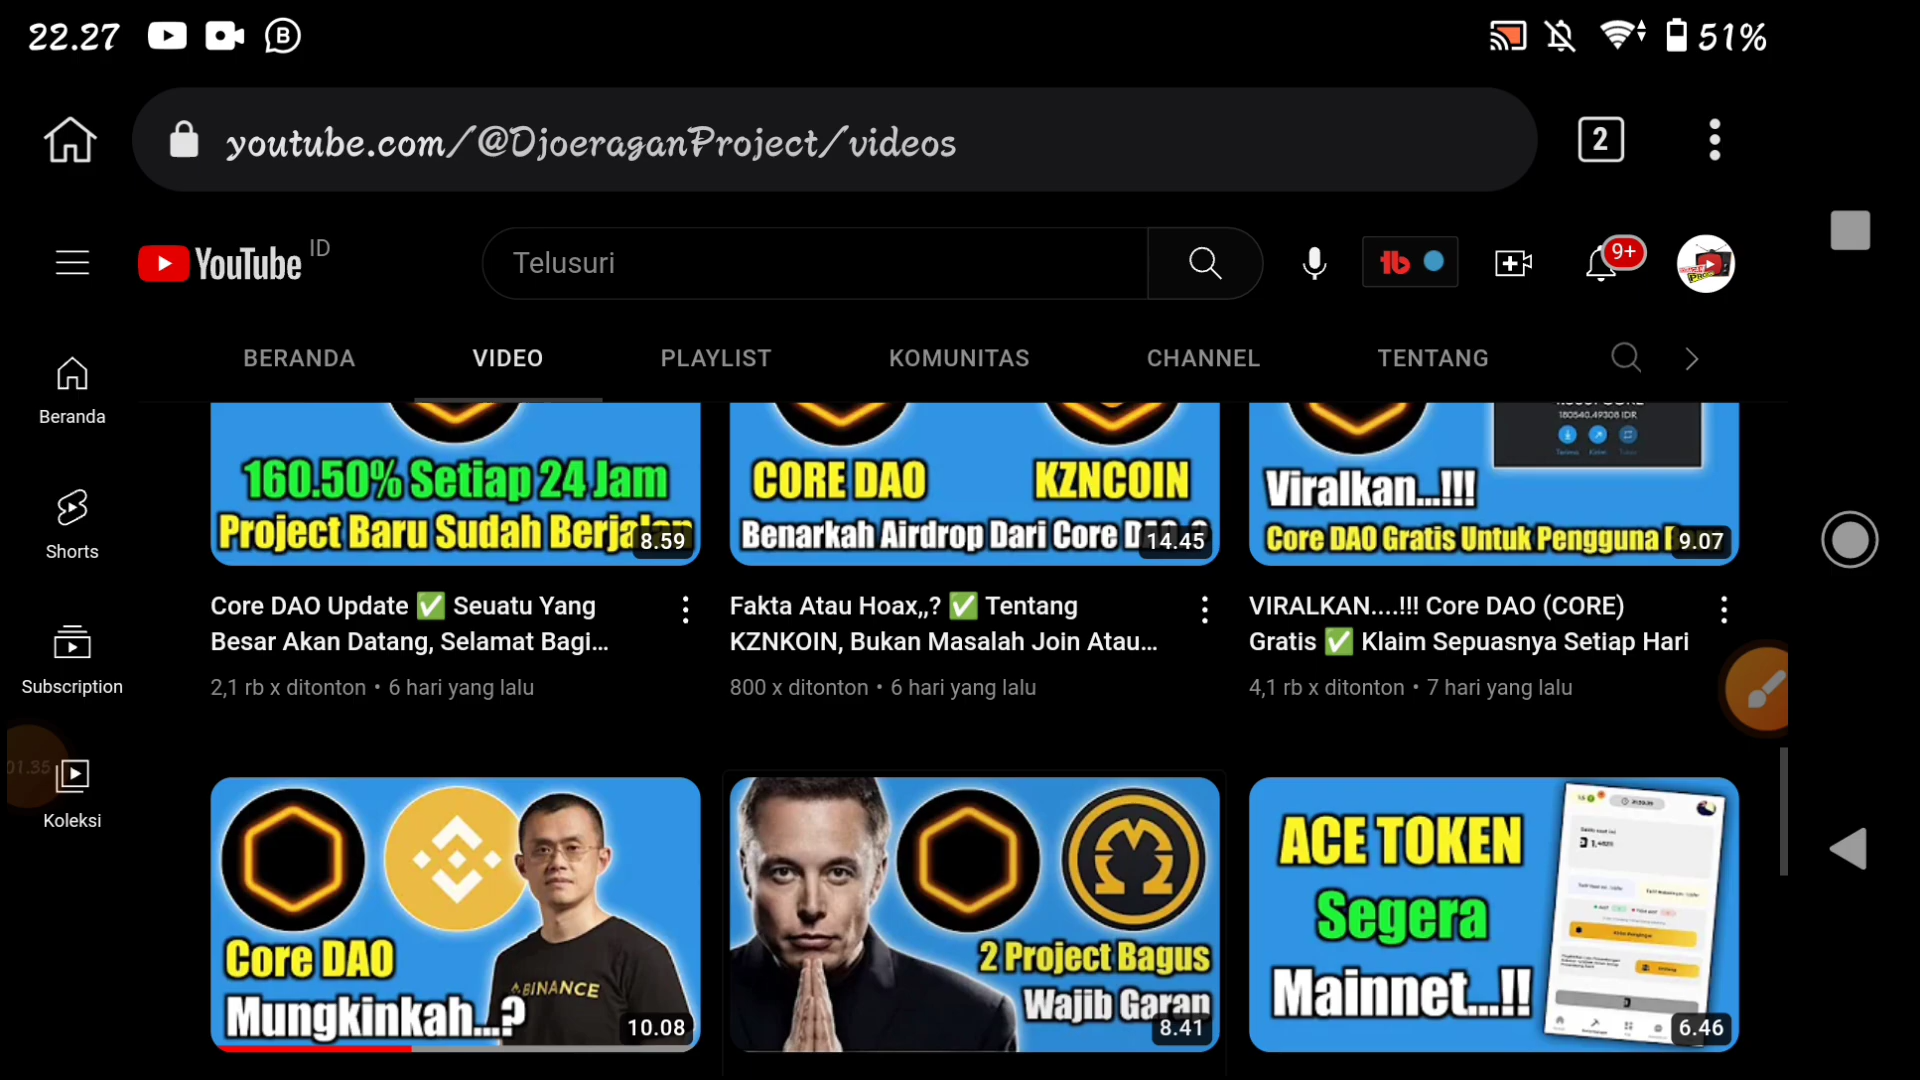 22.27
51%
youtube.com/@DjoeraganProject/videos
2
YouTube ID
Telusuri
9+
BERANDA VIDEO PLAYLIST KOMUNITAS CHANNEL TENTANG
Beranda
Shorts
Subscription
01.35
Koleksi
160.50% Setiap 24 Jam
Project Baru Sudah
8.59
CORE DAO KZNCOIN
Benarkah Airdrop Dari Core
14.45
180540.49308 IDR
Viralkan...!!!
Core DAO Gratis Untuk Pengguna
9.07
Core DAO Update ✅ Seuatu Yang
Besar Akan Datang, Selamat Bagi...
2,1 rb x ditonton • 6 hari yang lalu
Fakta Atau Hoax,,? ✅ Tentang
KZNKOIN, Bukan Masalah Join Atau...
800 x ditonton • 6 hari yang lalu
VIRALKAN....!!! Core DAO (CORE)
Gratis ✅ Klaim Sepuasnya Setiap Hari
4,1 rb x ditonton • 7 hari yang lalu
Core DAO
Mungkinkah...?
BINANCE
10.08
2 Project Bagus
Wajib Garap
8.41
ACE TOKEN
Segera
Mainnet...!!
6.46